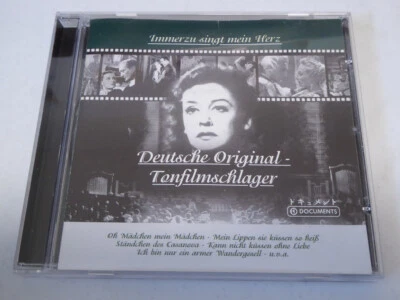 Immerzu singt mein Herz
Deutsche Original -
Tonfilmschlager
ドキュメント
DOCUMENTS
Oh Mädchen mein Mädchen - Mein Lippen sie küssen so heiß
Ständchen des Casanova - Kann nicht küssen ohne Liebe
Ich bin nur ein armer Wandergesell - u.v.a.